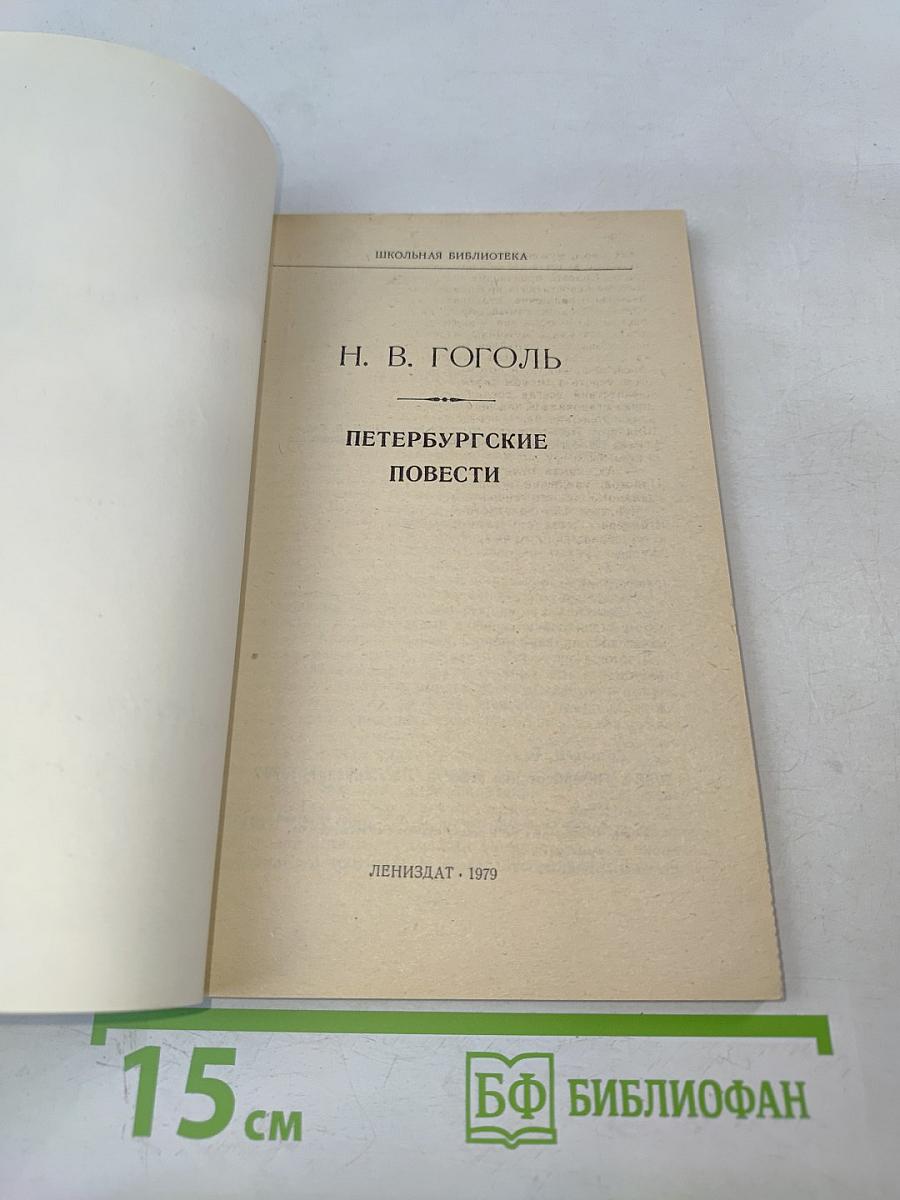 ШКОЛЬНАЯ БИБЛИОТЕКА
Н. В. ГОГОЛЬ
ПЕТЕРБУРГСКИЕ
ПОВЕСТИ
ЛЕНИЗДАТ • 1979
15 см
БФ БИБЛИОФАН